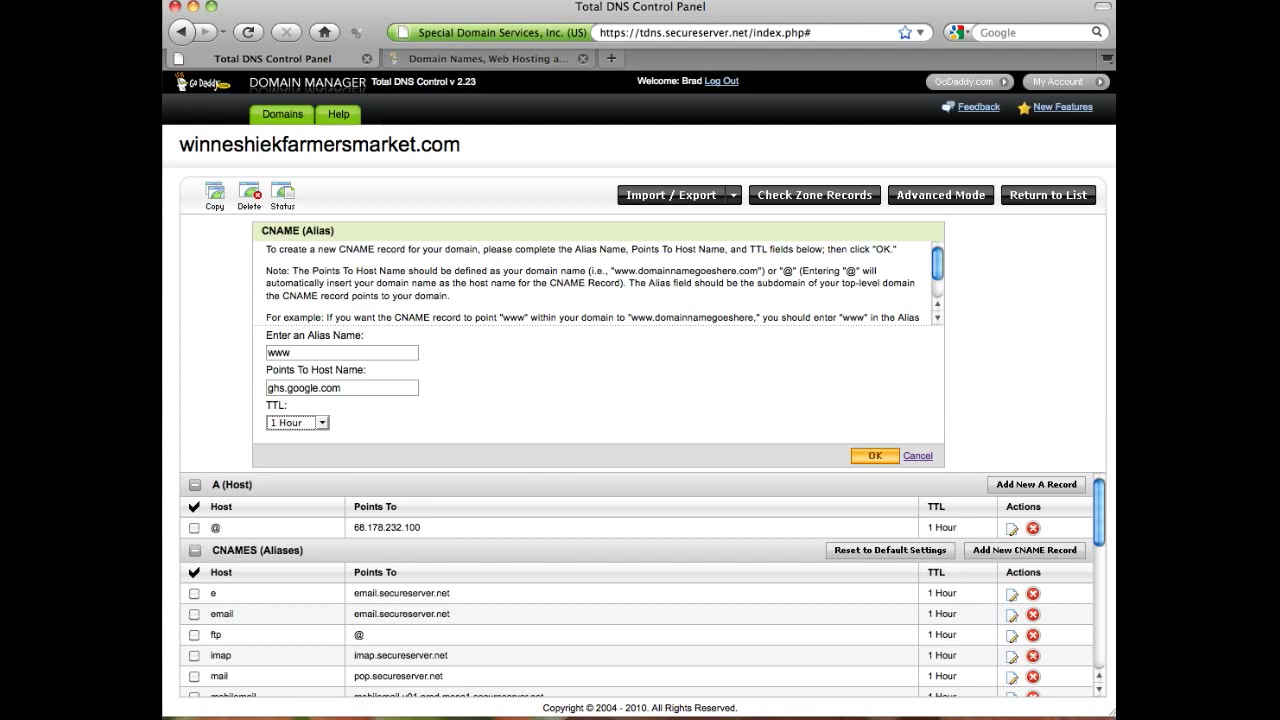 Total DNS Control Panel
Special Domain Services, Inc. (US)
https://tdns.secureserver.net/index.php#
Google
Total DNS Control Panel
Domain Names, Web Hosting a...
Go Daddy.com
DOMAIN MANAGER
Total DNS Control v 2.23
Welcome: Brad Log Out
GoDaddy.com
My Account
Domains
Help
Feedback
New Features
winneshiekfarmersmarket.com
Copy
Delete
Status
Import / Export
Check Zone Records
Advanced Mode
Return to List
CNAME (Alias)
To create a new CNAME record for your domain, please complete the Alias Name, Points To Host Name, and TTL fields below; then click "OK."
Note: The Points To Host Name should be defined as your domain name (i.e., "www.domainnamegoeshere.com") or "@" (Entering "@" will
automatically insert your domain name as the host name for the CNAME Record). The Alias field should be the subdomain of your top-level domain
the CNAME record points to your domain.
For example: If you want the CNAME record to point "www" within your domain to "www.domainnamegoeshere," you should enter "www" in the Alias
Enter an Alias Name:
www
Points To Host Name:
ghs.google.com
TTL:
1 Hour
OK
Cancel
A (Host)
Add New A Record
Host
Points To
TTL
Actions
@
68.178.232.100
1 Hour
CNAMES (Aliases)
Reset to Default Settings
Add New CNAME Record
Host
Points To
TTL
Actions
e
email.secureserver.net
1 Hour
email
email.secureserver.net
1 Hour
ftp
@
1 Hour
imap
imap.secureserver.net
1 Hour
mail
pop.secureserver.net
1 Hour
mobilemail
Copyright © 2004 - 2010. All Rights Reserved.